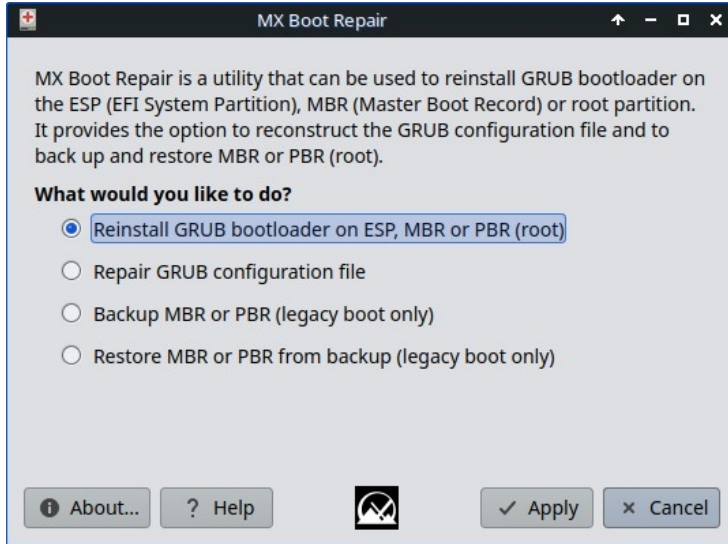 MX Boot Repair
MX Boot Repair is a utility that can be used to reinstall GRUB bootloader on
the ESP (EFI System Partition), MBR (Master Boot Record) or root partition.
It provides the option to reconstruct the GRUB configuration file and to
back up and restore MBR or PBR (root).
What would you like to do?
Reinstall GRUB bootloader on ESP, MBR or PBR (root)
Repair GRUB configuration file
Backup MBR or PBR (legacy boot only)
Restore MBR or PBR from backup (legacy boot only)
About... ? Help Apply Cancel